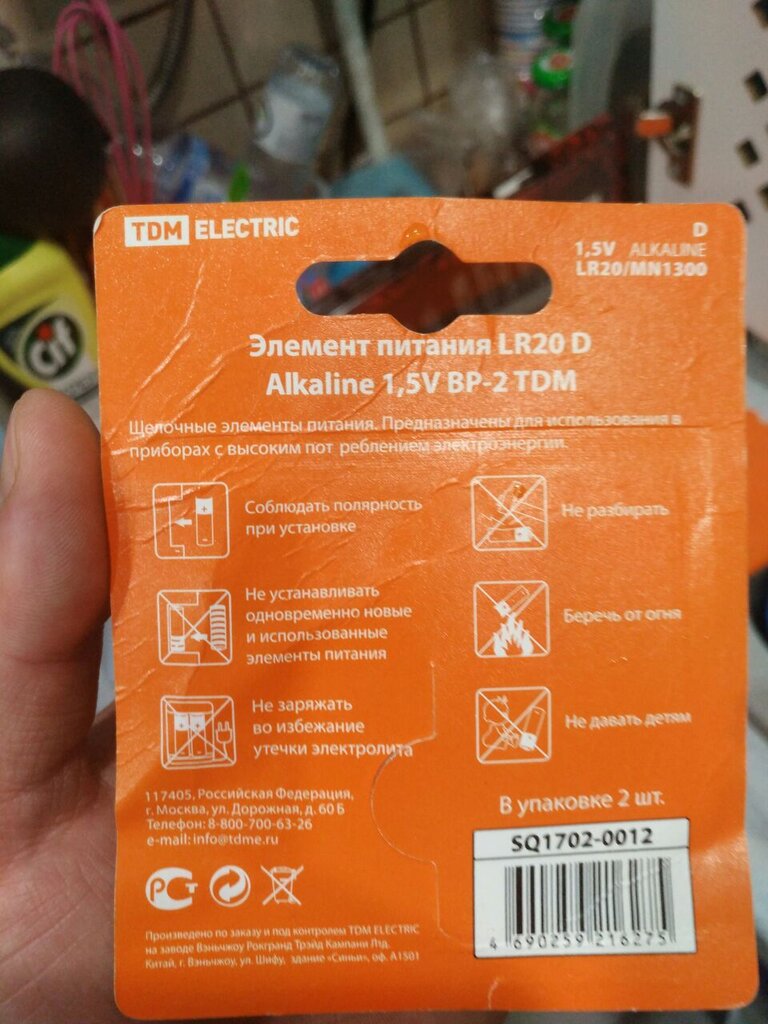 TDM ELECTRIC
D
1,5V ALKALINE
LR20/MN1300
Элемент питания LR20 D
Alkaline 1,5V BP-2 TDM
Щелочные элементы питания. Предназначены для использования в
приборах с высоким пот реблением электроэнергии.
Соблюдать полярность
при установке
Не разбирать
Не устанавливать
одновременно новые
и использованные
элементы питания
Беречь от огня
Не заряжать
во избежание
утечки электролита
Не давать детям
117405, Российская Федерация,
г. Москва, ул. Дорожная, д. 60 Б
Телефон: 8-800-700-63-26
e-mail: info@tdme.ru
В упаковке 2 шт.
SQ1702-0012
4 690259 216275
РСТ
Произведено по заказу и под контролем TDM ELECTRIC
на заводе Вэньчжоу Рокгранд Трэйд Кампани Лтд.
Китай, г. Вэньчжоу, ул. Шифу, здание «Синьи», оф. А1501
Cif